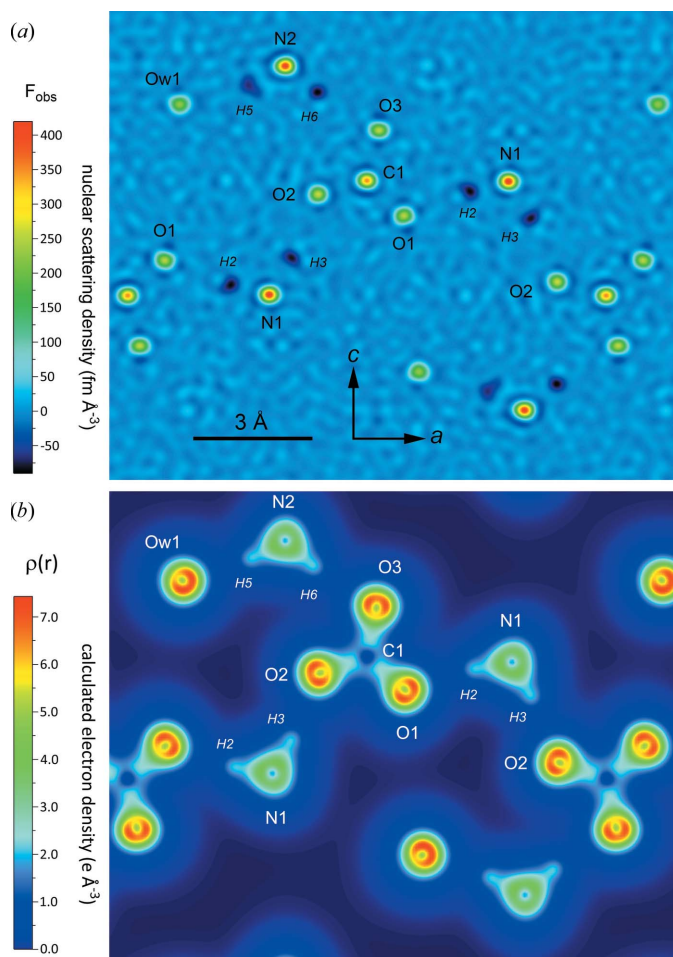 (a)
N2
Ow1
F_obs
H5
H6
O3
400
350
300
250
200
150
100
50
0
-50
nuclear scattering density (fm Å⁻³)
C1
N1
O2
H2
O1
H3
O1
H2
H3
O2
N1
c
3 Å
a
(b)
N2
Ow1
ρ(r)
O3
H5
H6
7.0
6.0
5.0
4.0
3.0
2.0
1.0
0.0
calculated electron density (e Å⁻³)
N1
C1
O2
H2
H3
O1
H3
H2
O2
N1